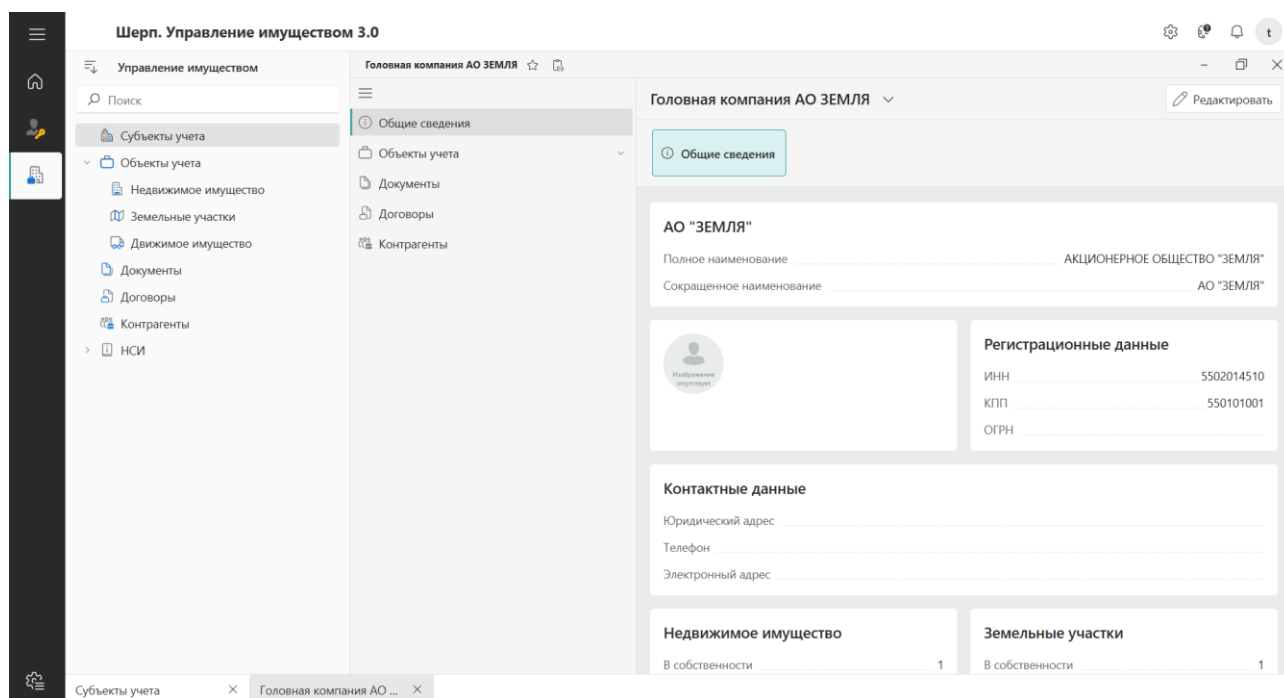 Шерп. Управление имуществом 3.0
t
Управление имуществом
Поиск
Субъекты учета
Объекты учета
Недвижимое имущество
Земельные участки
Движимое имущество
Документы
Договоры
Контрагенты
НСИ
Головная компания АО ЗЕМЛЯ
Общие сведения
Объекты учета
Документы
Договоры
Контрагенты
Головная компания АО ЗЕМЛЯ
Редактировать
Общие сведения
АО "ЗЕМЛЯ"
Полное наименование АКЦИОНЕРНОЕ ОБЩЕСТВО "ЗЕМЛЯ"
Сокращенное наименование АО "ЗЕМЛЯ"
Изображение
отсутствует
Регистрационные данные
ИНН 5502014510
КПП 550101001
ОГРН
Контактные данные
Юридический адрес
Телефон
Электронный адрес
Недвижимое имущество
В собственности 1
Земельные участки
В собственности 1
Субъекты учета
Головная компания АО ...